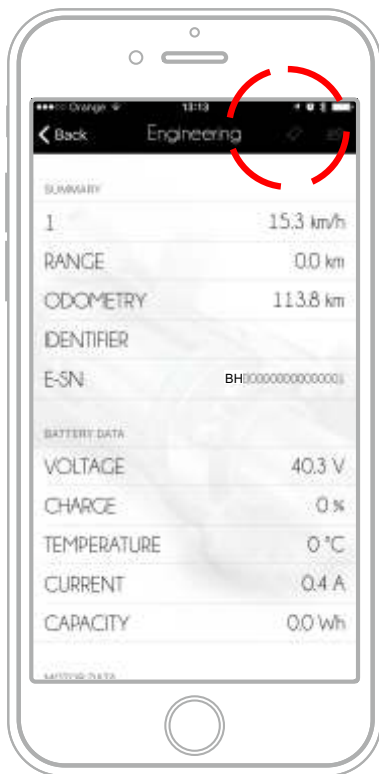 Orange 13:13
Back Engineering
SUMMARY
1 15.3 km/h
RANGE 0.0 km
ODOMETRY 113.8 km
IDENTIFIER
E-SN BH00000000000001
BATTERY DATA
VOLTAGE 40.3 V
CHARGE 0 %
TEMPERATURE 0 °C
CURRENT 0.4 A
CAPACITY 0.0 Wh
MOTOR DATA